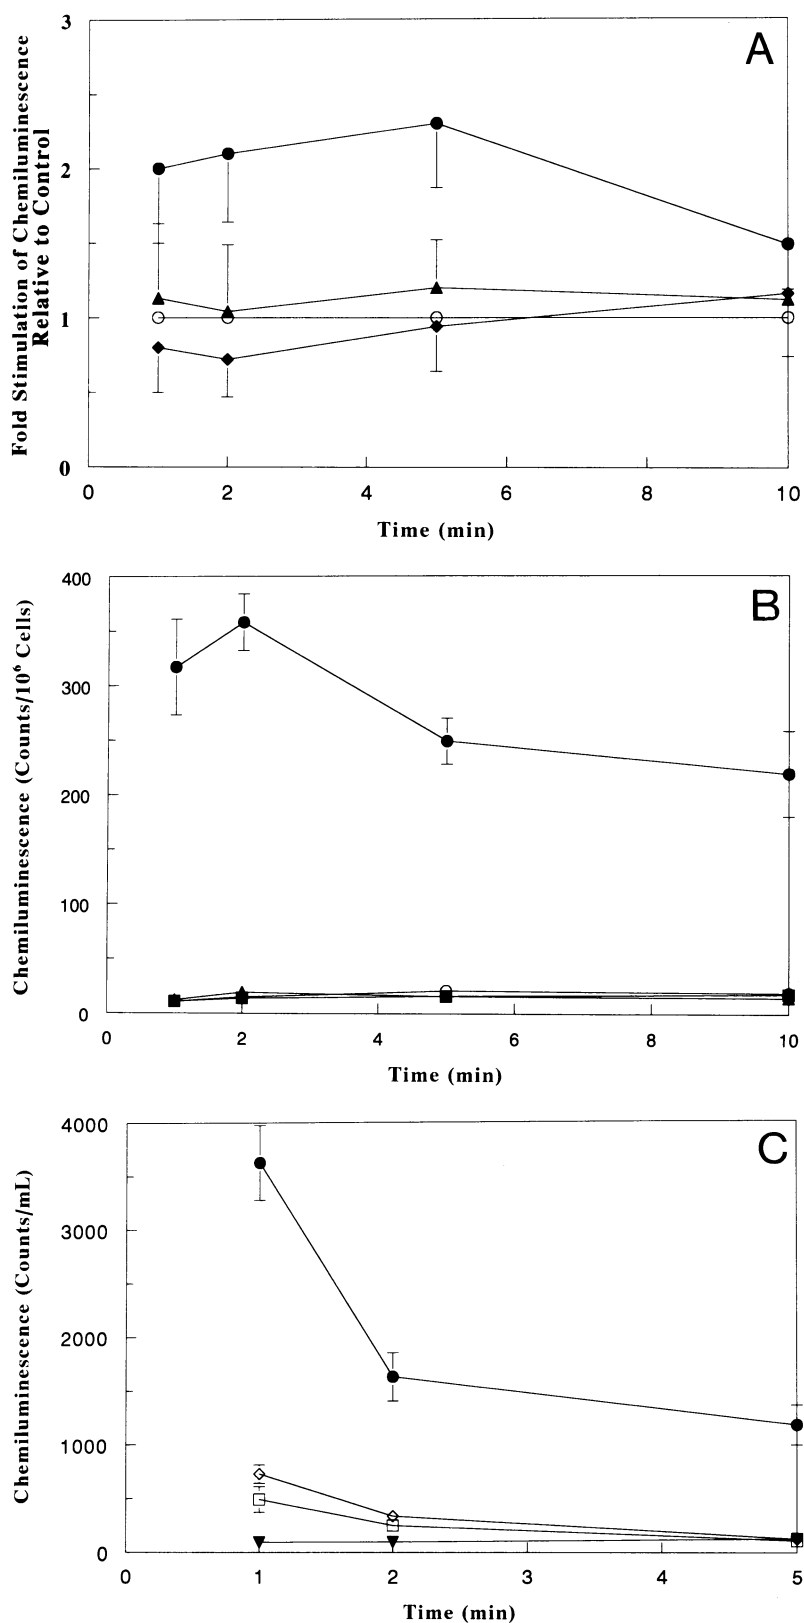 A
3
2
1
0
Fold Stimulation of Chemiluminescence
Relative to Control
0 2 4 6 8 10
Time (min)
B
400
300
200
100
0
Chemiluminescence (Counts/10⁶ Cells)
0 2 4 6 8 10
Time (min)
C
4000
3000
2000
1000
0
Chemiluminescence (Counts/mL)
0 1 2 3 4 5
Time (min)